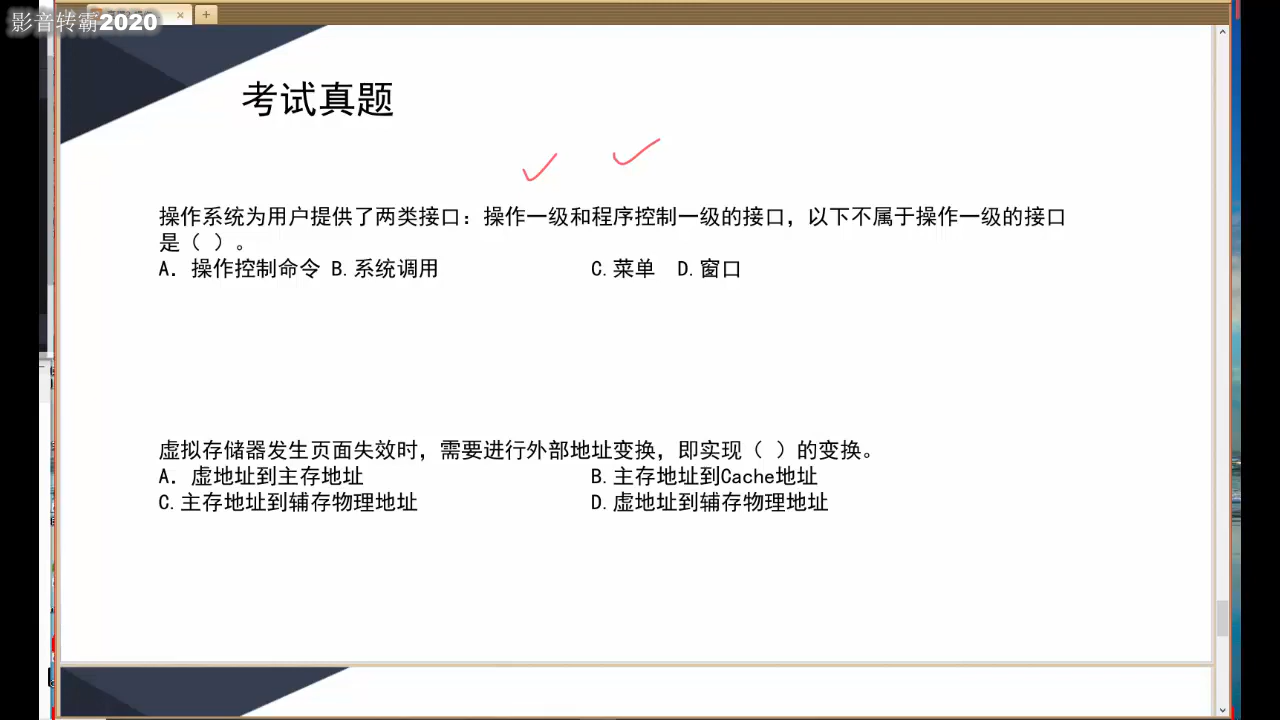 影音转霸2020
考试真题
操作系统为用户提供了两类接口：操作一级和程序控制一级的接口，以下不属于操作一级的接口
是（ ）。
A. 操作控制命令 B.系统调用 C.菜单 D.窗口
虚拟存储器发生页面失效时，需要进行外部地址变换，即实现（ ）的变换。
A. 虚地址到主存地址 B.主存地址到Cache地址
C.主存地址到辅存物理地址 D.虚地址到辅存物理地址